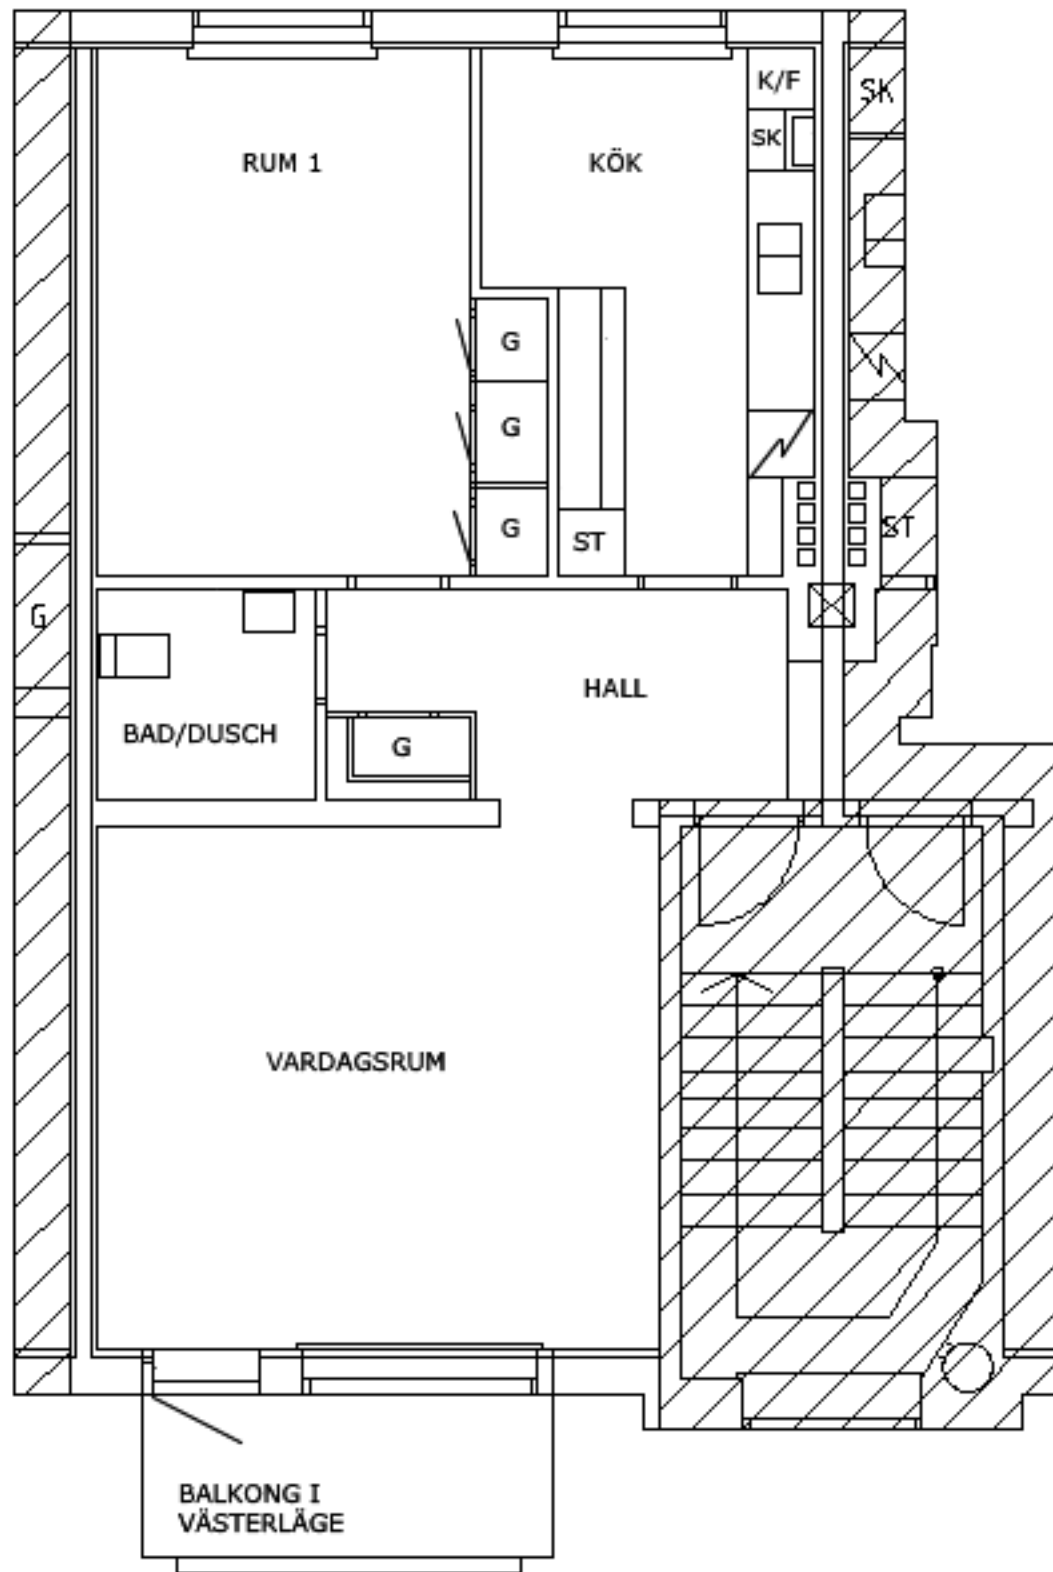 K/F
SK
SK
RUM 1
KÖK
G
G
G
ST
ST
G
HALL
BAD/DUSCH
G
VARDAGSRUM
BALKONG I
VÄSTERLÄGE